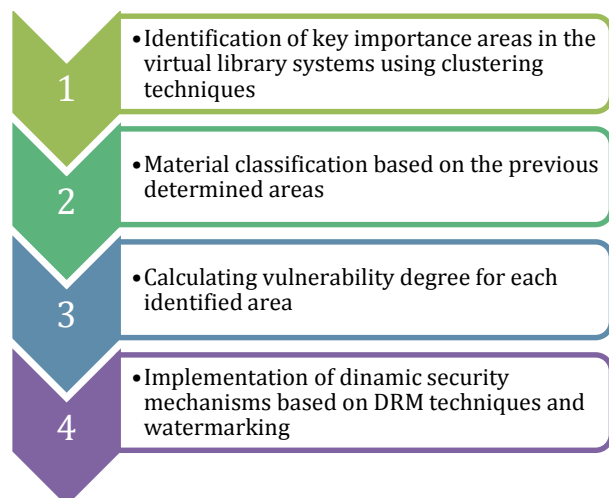 1
•Identification of key importance areas in the
virtual library systems using clustering
techniques
2
•Material classification based on the previous
determined areas
3
•Calculating vulnerability degree for each
identified area
4
•Implementation of dinamic security
mechanisms based on DRM techniques and
watermarking